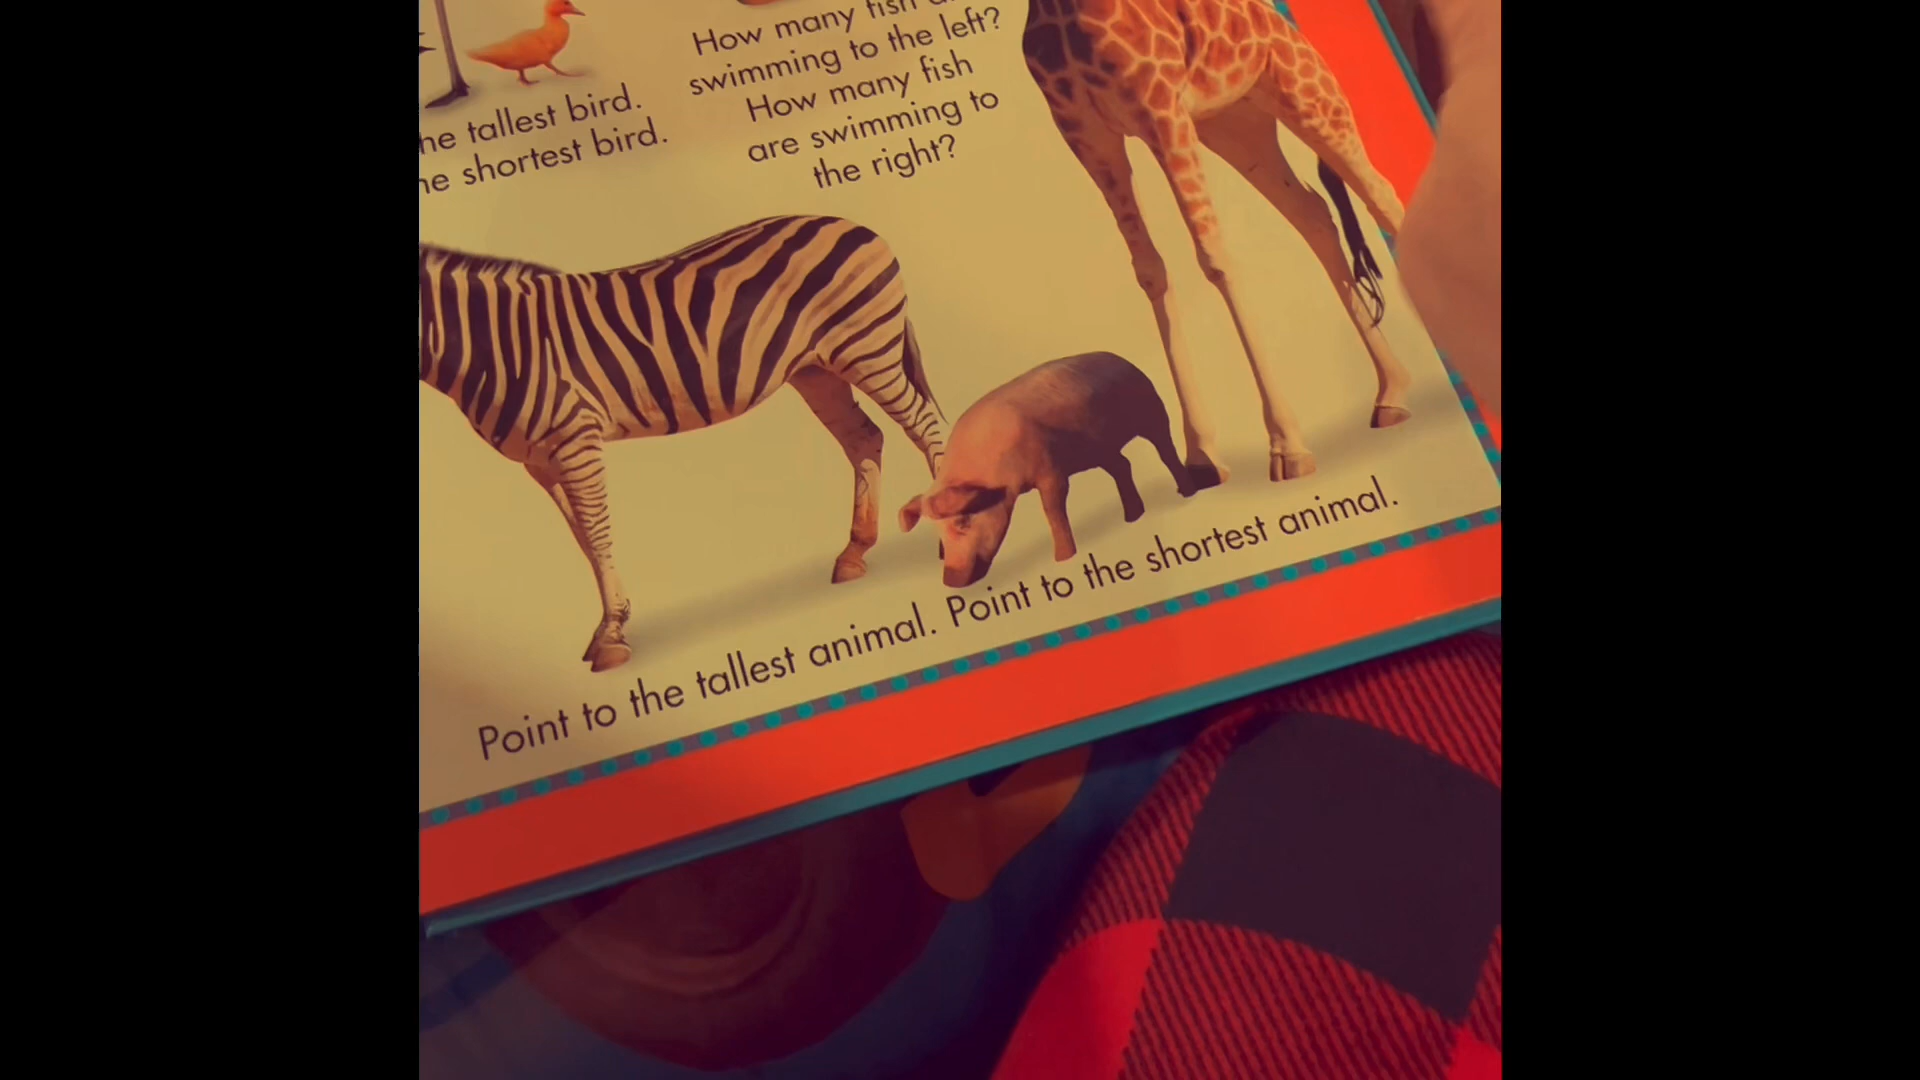 he tallest bird.
he shortest bird.
How many fish
swimming to the left?
How many fish
are swimming to
the right?
Point to the tallest animal. Point to the shortest animal.